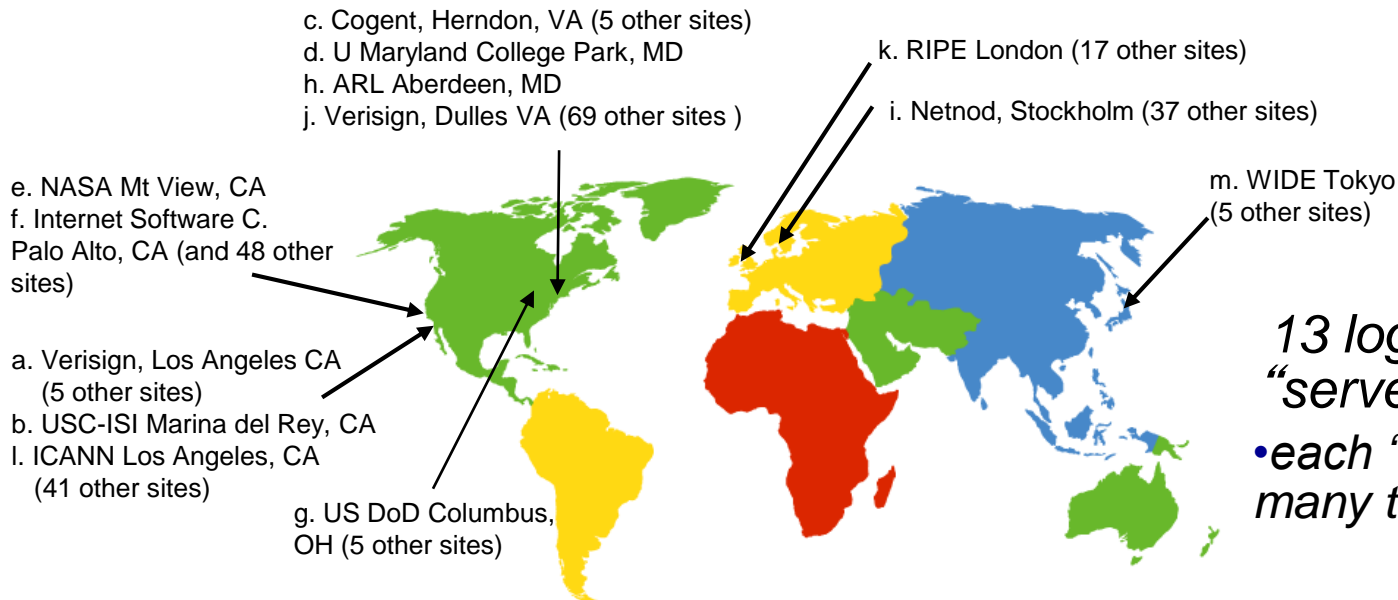 c. Cogent, Herndon, VA (5 other sites)
d. U Maryland College Park, MD
h. ARL Aberdeen, MD
j. Verisign, Dulles VA (69 other sites )
k. RIPE London (17 other sites)
i. Netnod, Stockholm (37 other sites)
e. NASA Mt View, CA
f. Internet Software C.
Palo Alto, CA (and 48 other
sites)
m. WIDE Tokyo
(5 other sites)
a. Verisign, Los Angeles CA
(5 other sites)
b. USC-ISI Marina del Rey, CA
l. ICANN Los Angeles, CA
(41 other sites)
g. US DoD Columbus,
OH (5 other sites)
13 log
“serve
•each “
many t